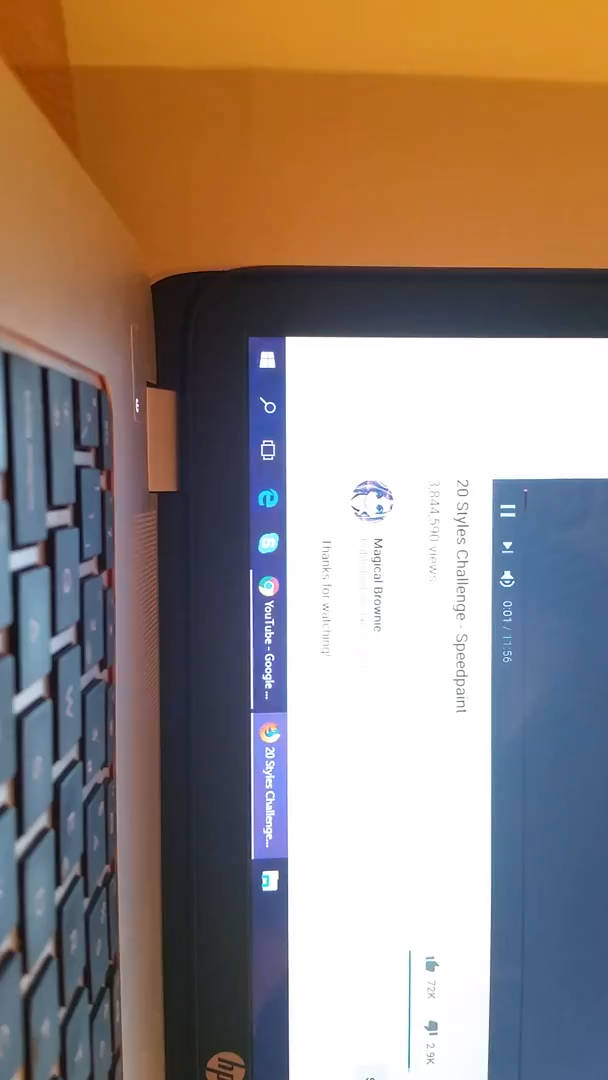 0:01 / 11:56
20 Styles Challenge - Speedpaint
3,844,590 views
72K
2.9K
Magical Brownie
Thanks for watching!
YouTube - Google ...
20 Styles Challenge...
hp